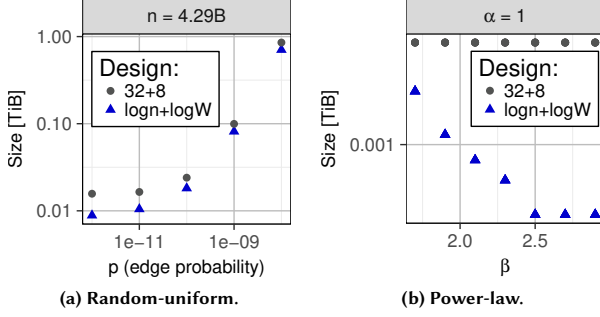 n = 4.29B
Size [TiB]
1.00
0.10
0.01
Design:
32+8
logn+logW
1e-11
1e-09
p (edge probability)
(a) Random-uniform.
α = 1
Size [TiB]
0.001
Design:
32+8
logn+logW
2.0
2.5
β
(b) Power-law.